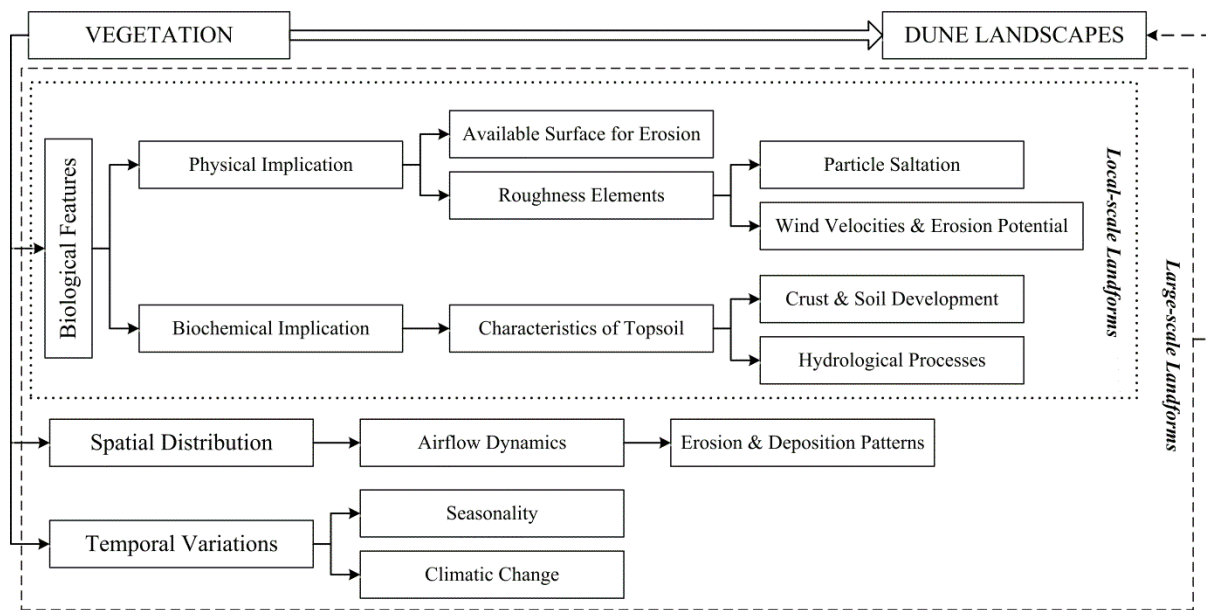 VEGETATION
DUNE LANDSCAPES
Biological Features
Physical Implication
Available Surface for Erosion
Roughness Elements
Particle Saltation
Wind Velocities & Erosion Potential
Biochemical Implication
Characteristics of Topsoil
Crust & Soil Development
Hydrological Processes
Local-scale Landforms
Large-scale Landforms
Spatial Distribution
Airflow Dynamics
Erosion & Deposition Patterns
Temporal Variations
Seasonality
Climatic Change